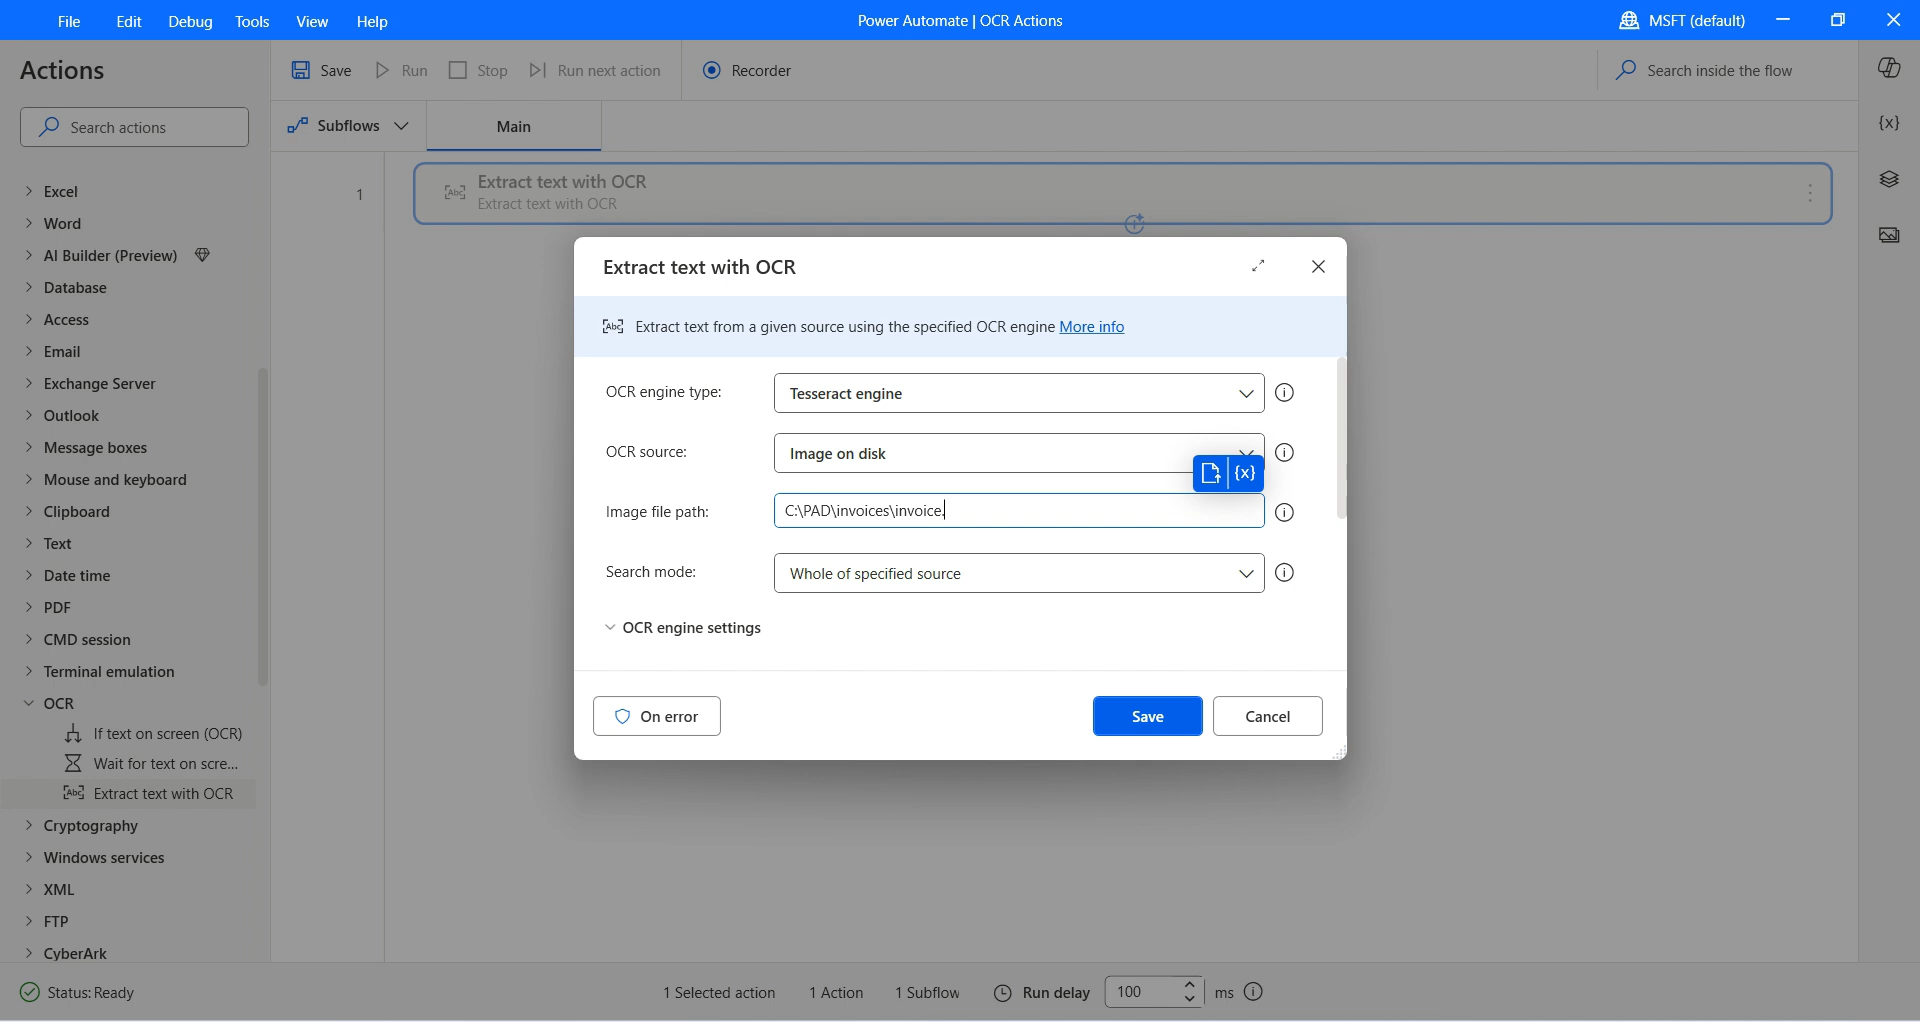 File Edit Debug Tools View Help
Power Automate | OCR Actions
MSFT (default)
Actions
Save Run Stop Run next action Recorder
Search inside the flow
Search actions
Subflows
Main
{x}
Excel
Word
AI Builder (Preview)
Database
Access
Email
Exchange Server
Outlook
Message boxes
Mouse and keyboard
Clipboard
Text
Date time
PDF
CMD session
Terminal emulation
OCR
If text on screen (OCR)
Wait for text on scre...
Extract text with OCR
Cryptography
Windows services
XML
FTP
CyberArk
1
Abc
Extract text with OCR
Extract text with OCR
Extract text with OCR
Abc Extract text from a given source using the specified OCR engine More info
OCR engine type: Tesseract engine
OCR source: Image on disk
{x}
Image file path: C:\PAD\invoices\invoice.
Search mode: Whole of specified source
OCR engine settings
On error
Save
Cancel
Status: Ready
1 Selected action
1 Action
1 Subflow
Run delay 100 ms